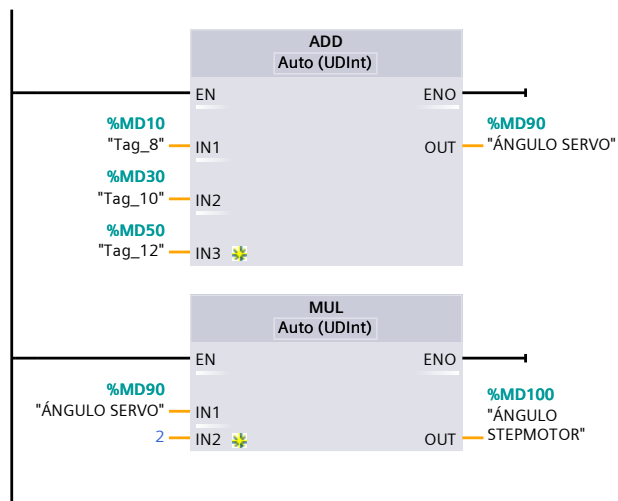 ADD
Auto (UDInt)
EN ENO
%MD10
"Tag_8" IN1
%MD90
OUT "ÁNGULO SERVO"
%MD30
"Tag_10" IN2
%MD50
"Tag_12" IN3
MUL
Auto (UDInt)
EN ENO
%MD90
"ÁNGULO SERVO" IN1
2 IN2
%MD100
"ÁNGULO
OUT STEPMOTOR"